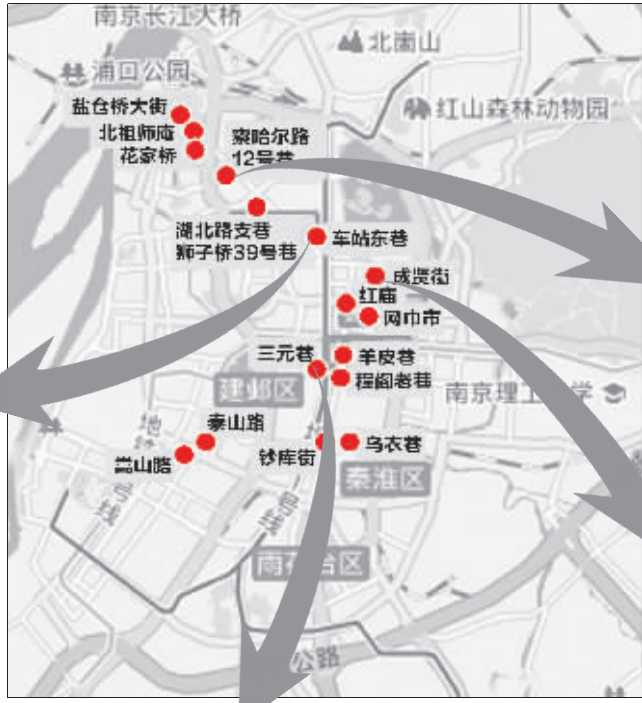 南京长江大桥
北崮山
浦口公园
红山森林动物园
盐仓桥大街
北祖师庙
花家桥
察哈尔路
12号巷
湖北路支巷
狮子桥39号巷
车站东巷
成贤街
红庙
网巾市
三元巷
羊皮巷
程阁老巷
建邺区
南京理工
学
泰山路
嵩山路
钞库街
乌衣巷
秦淮区
地
号线
号线
南
台区
公路